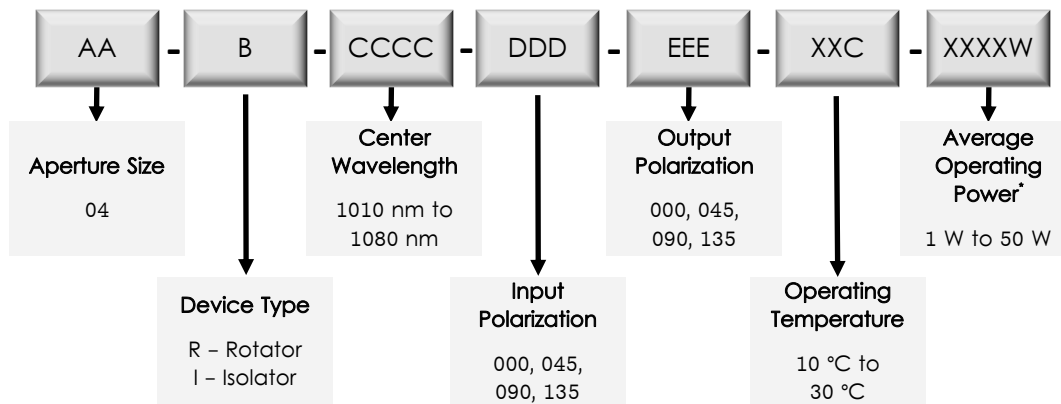 AA - B - CCCC - DDD - EEE - XXC - XXXXW
Aperture Size
04
Center
Wavelength
1010 nm to
1080 nm
Output
Polarization
000, 045,
090, 135
Average
Operating
Power*
1 W to 50 W
Device Type
R – Rotator
I – Isolator
Input
Polarization
000, 045,
090, 135
Operating
Temperature
10 °C to
30 °C